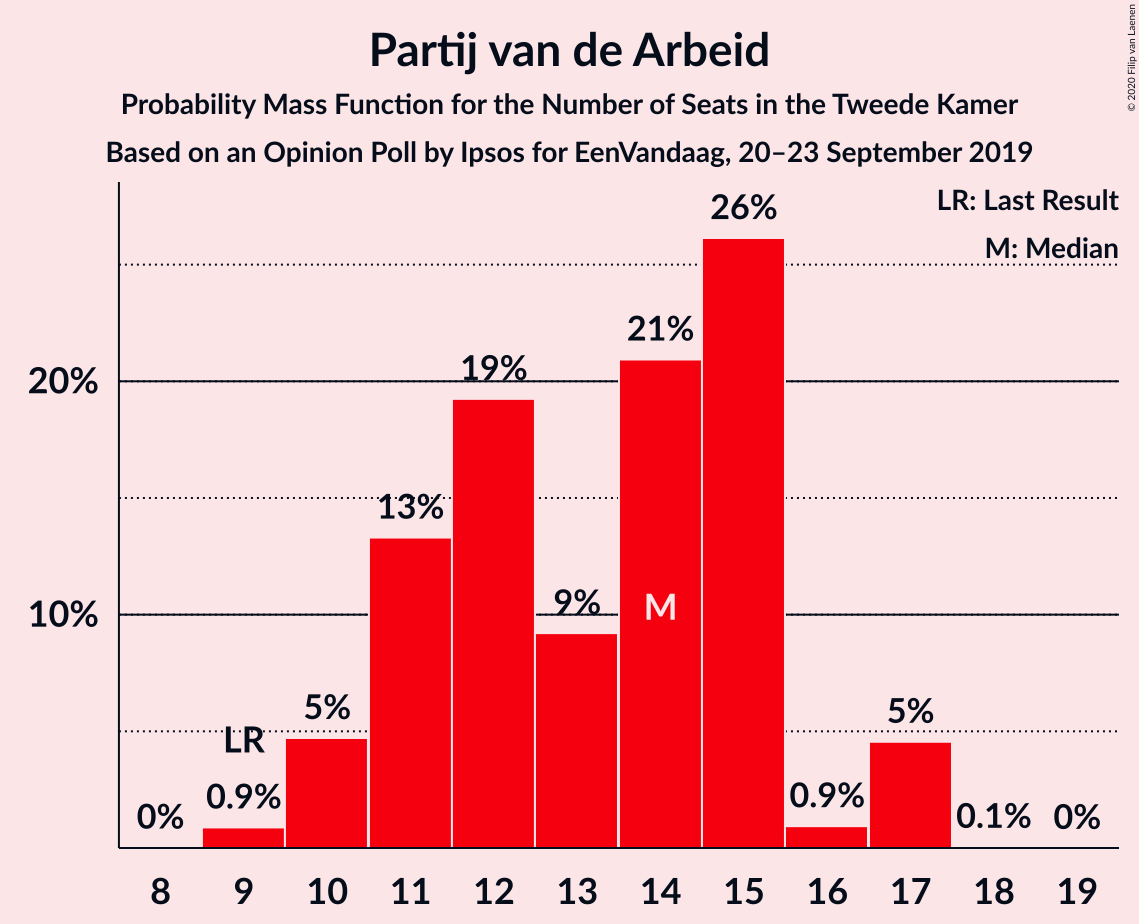 © 2020 Filip van Laenen
Partij van de Arbeid
Probability Mass Function for the Number of Seats in the Tweede Kamer
Based on an Opinion Poll by Ipsos for EenVandaag, 20–23 September 2019
LR: Last Result
M: Median
26%
21%
20%
19%
13%
10%
9%
M
5%
5%
LR
0.9%
0.9%
0%
0.1%
0%
8 9 10 11 12 13 14 15 16 17 18 19